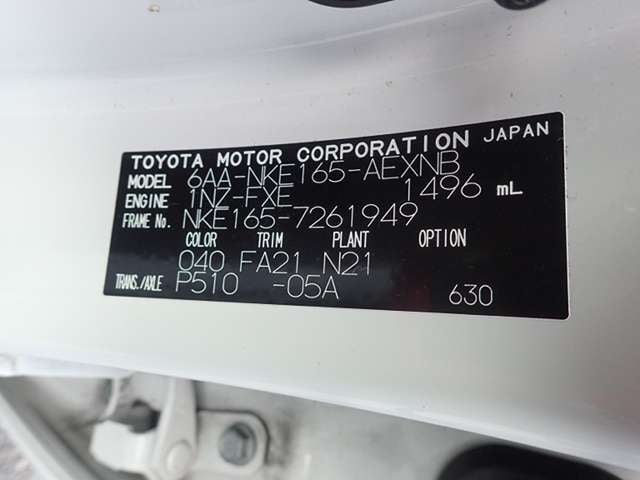 TOYOTA MOTOR CORPORATION JAPAN
MODEL 6AA-NKE165-AEXNB
ENGINE 1NZ-FXE 1496 mL
FRAME No. NKE165-7261949
COLOR TRIM PLANT OPTION
040 FA21 N21
TRANS./AXLE P510 -05A 630